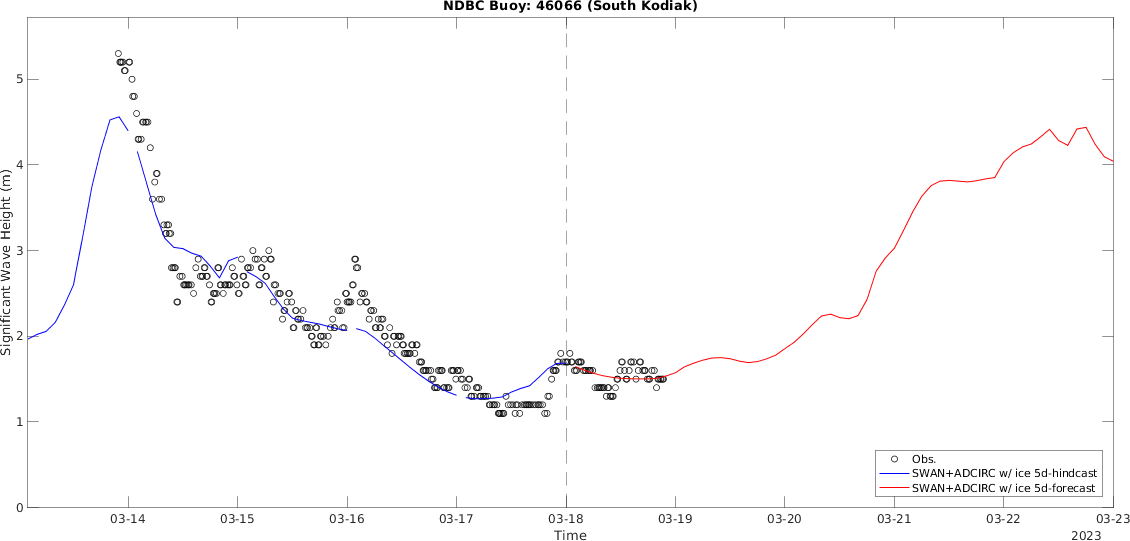 NDBC Buoy: 46066 (South Kodiak)
Significant Wave Height (m)
5
4
3
2
1
0
Obs.
SWAN+ADCIRC w/ ice 5d-hindcast
SWAN+ADCIRC w/ ice 5d-forecast
03-14 03-15 03-16 03-17 03-18 03-19 03-20 03-21 03-22 03-23
Time
2023